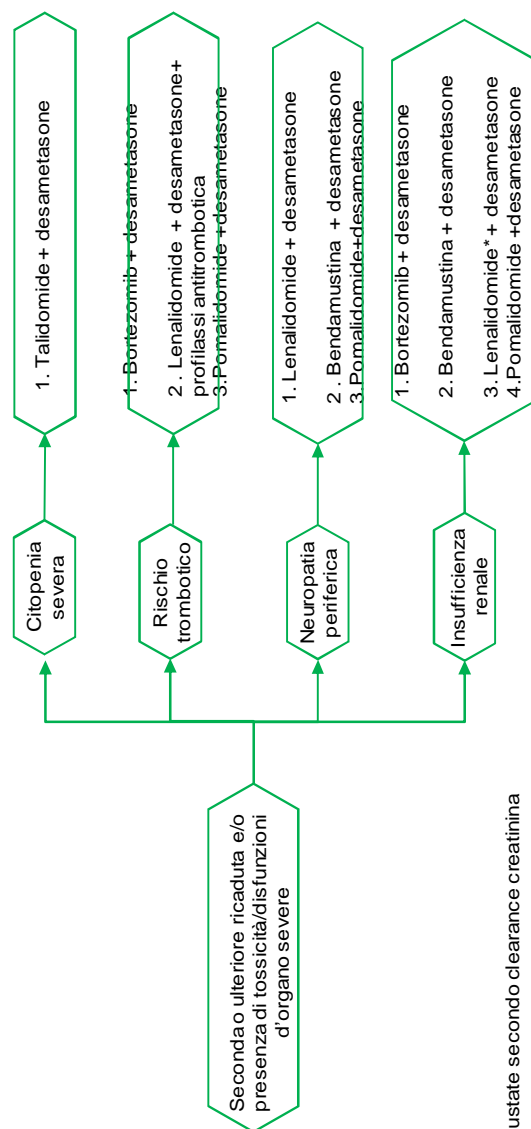 Seconda o ulteriore ricaduta e/o
presenza di tossicità/disfunzioni
d'organo severe
Citopenia
severa
1. Talidomide + desametasone
Rischio
trombotico
1. Bortezomib + desametasone
2 . Lenalidomide + desametasone+
profilassi antitrombotica
3.Pomalidomide +desametasone
Neuropatia
periferica
1. Lenalidomide + desametasone
2 . Bendamustina + desametasone
3.Pomalidomide+desametasone
Insufficienza
renale
1. Bortezomib + desametasone
2. Bendamustina + desametasone
3. Lenalidomide* + desametasone
4.Pomalidomide +desametasone
ustate secondo clearance creatinina